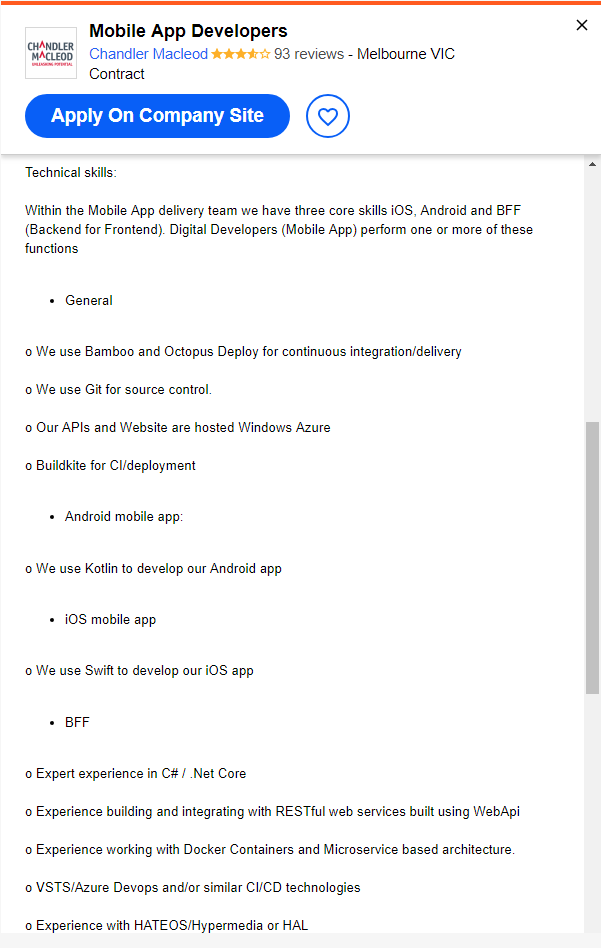 Mobile App Developers
CHANDLER
MACLEOD
UNLEASHING POTENTIAL
Chandler Macleod 93 reviews - Melbourne VIC
Contract
Apply On Company Site
Technical skills:
Within the Mobile App delivery team we have three core skills iOS, Android and BFF
(Backend for Frontend). Digital Developers (Mobile App) perform one or more of these
functions
• General
o We use Bamboo and Octopus Deploy for continuous integration/delivery
o We use Git for source control.
o Our APIs and Website are hosted Windows Azure
o Buildkite for CI/deployment
• Android mobile app:
o We use Kotlin to develop our Android app
• iOS mobile app
o We use Swift to develop our iOS app
• BFF
o Expert experience in C# / .Net Core
o Experience building and integrating with RESTful web services built using WebApi
o Experience working with Docker Containers and Microservice based architecture.
o VSTS/Azure Devops and/or similar CI/CD technologies
o Experience with HATEOS/Hypermedia or HAL